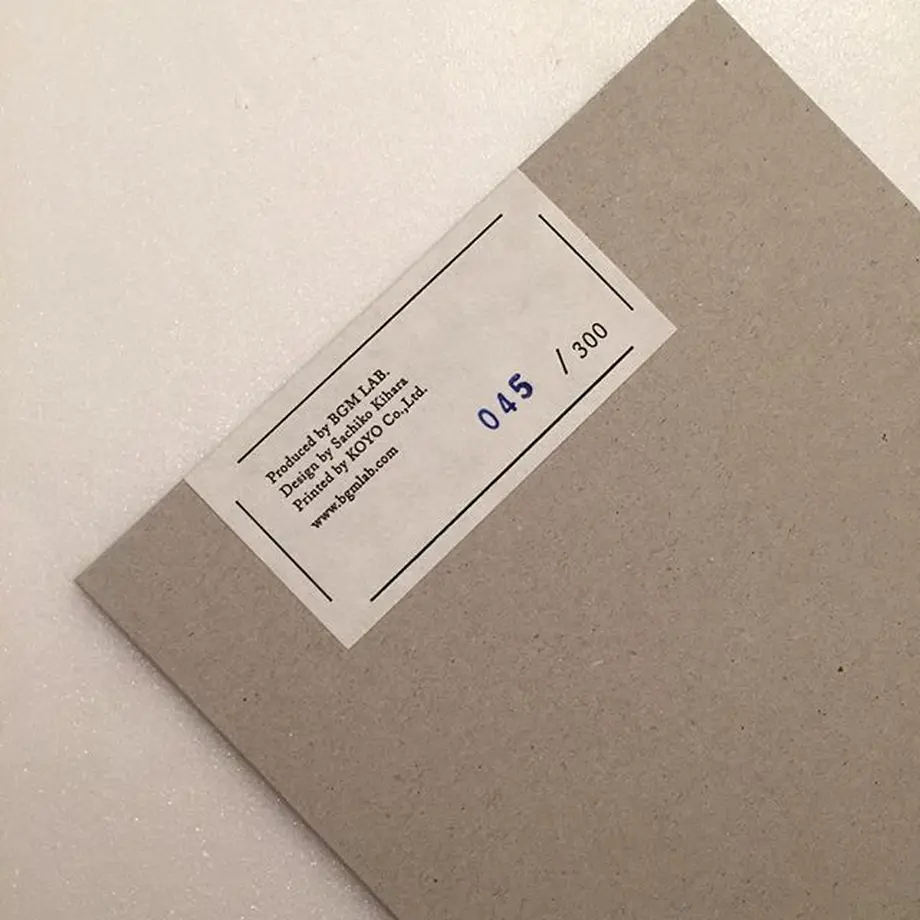 Produced by BGM LAB.
Design by Sachiko Kihara
Printed by KOYO Co.,Ltd.
www.bgmlab.com
045 / 300